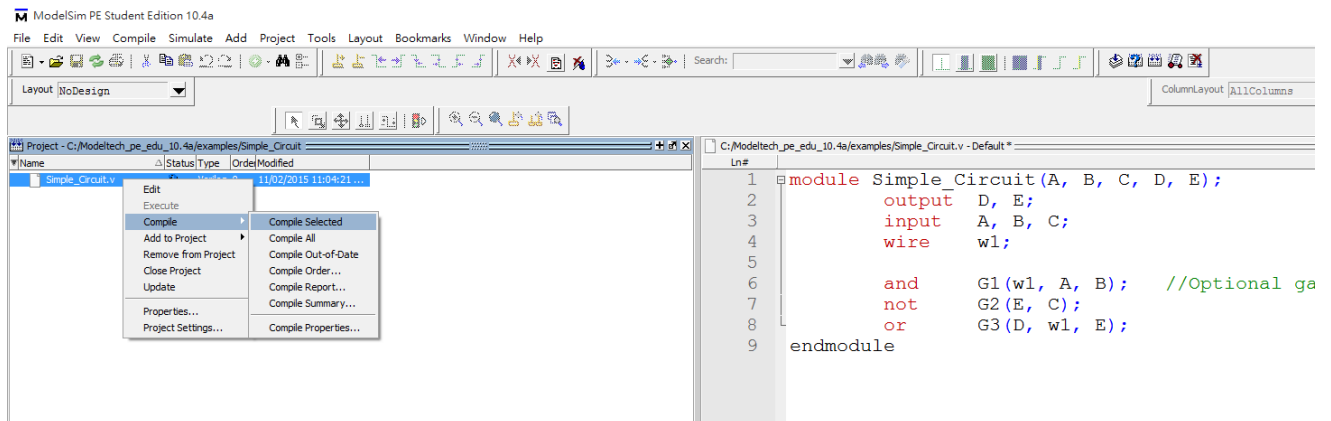 ModelSim PE Student Edition 10.4a
File Edit View Compile Simulate Add Project Tools Layout Bookmarks Window Help
Search:
Layout NoDesign
ColumnLayout AllColumns
Project - C:/Modeltech_pe_edu_10.4a/examples/Simple_Circuit
Name Status Type Order Modified
Simple_Circuit.v 11/02/2015 11:04:21 ...
Edit
Execute
Compile
Add to Project
Remove from Project
Close Project
Update
Properties...
Project Settings...
Compile Selected
Compile All
Compile Out-of-Date
Compile Order...
Compile Report...
Compile Summary...
Compile Properties...
C:/Modeltech_pe_edu_10.4a/examples/Simple_Circuit.v - Default *
Ln#
1 module Simple_Circuit(A, B, C, D, E);
2 output D, E;
3 input A, B, C;
4 wire w1;
5
6 and G1(w1, A, B); //Optional ga
7 not G2(E, C);
8 or G3(D, w1, E);
9 endmodule